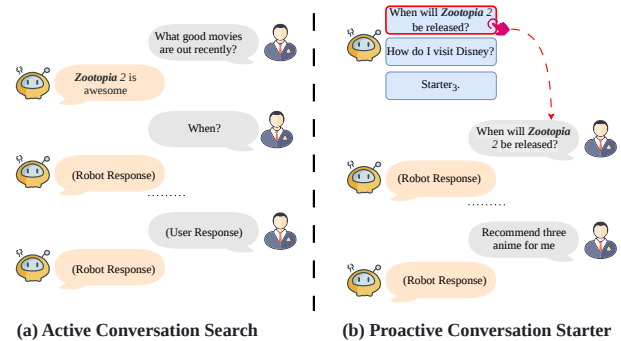 What good movies
are out recently?
Zootopia 2 is
awesome
When?
(Robot Response)
.........
(User Response)
(Robot Response)
(a) Active Conversation Search
When will Zootopia 2
be released?
How do I visit Disney?
Starter3.
When will Zootopia
2 be released?
(Robot Response)
.........
Recommend three
anime for me
(Robot Response)
(b) Proactive Conversation Starter